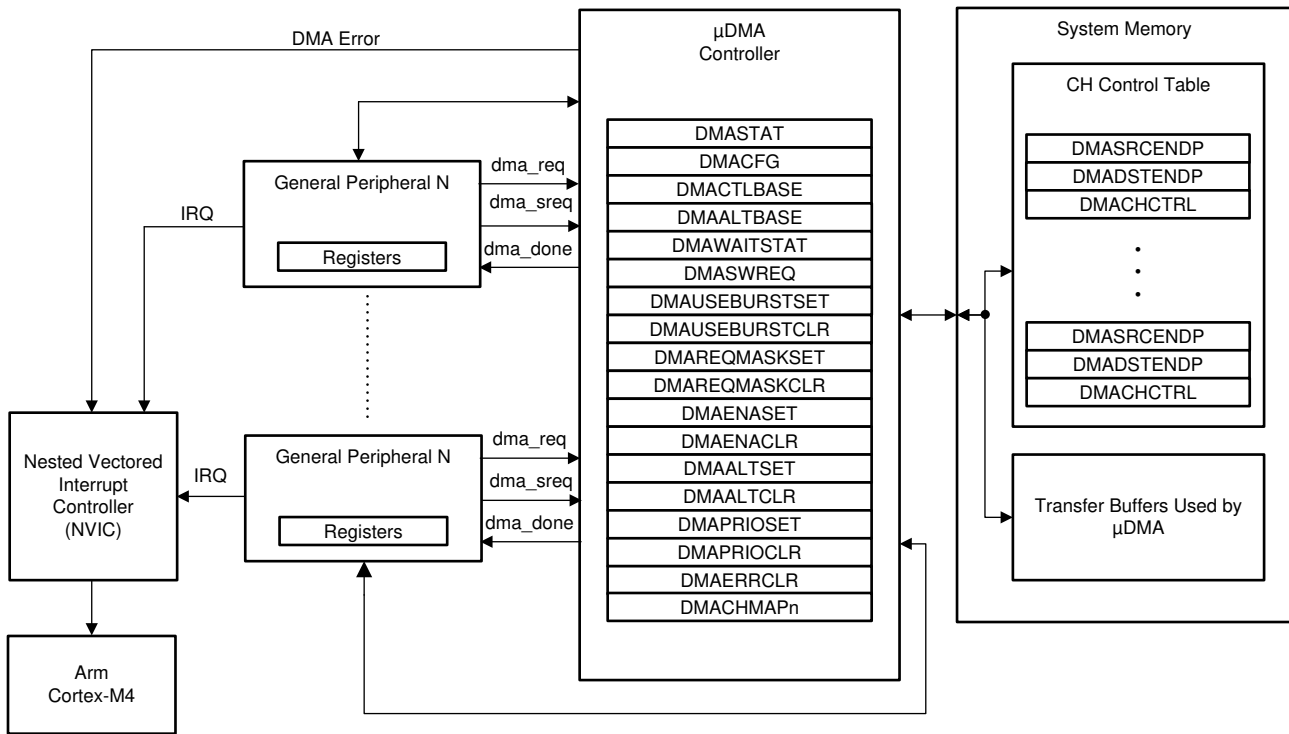 DMA Error
µDMA
Controller
System Memory
CH Control Table
DMASTAT
DMACFG
DMACTLBASE
DMAALTBASE
DMAWAITSTAT
DMASWREQ
DMAUSEBURSTSET
DMAUSEBURSTCLR
DMAREQMASKSET
DMAREQMASKCLR
DMAENASET
DMAENACLR
DMAALTSET
DMAALTCLR
DMAPRIOSET
DMAPRIOCLR
DMAERRCLR
DMACHMAPn
DMASRCENDP
DMADSTENDP
DMACHCTRL
DMASRCENDP
DMADSTENDP
DMACHCTRL
Transfer Buffers Used by
µDMA
General Peripheral N
Registers
dma_req
dma_sreq
dma_done
IRQ
General Peripheral N
Registers
dma_req
dma_sreq
dma_done
IRQ
Nested Vectored
Interrupt
Controller
(NVIC)
Arm
Cortex-M4